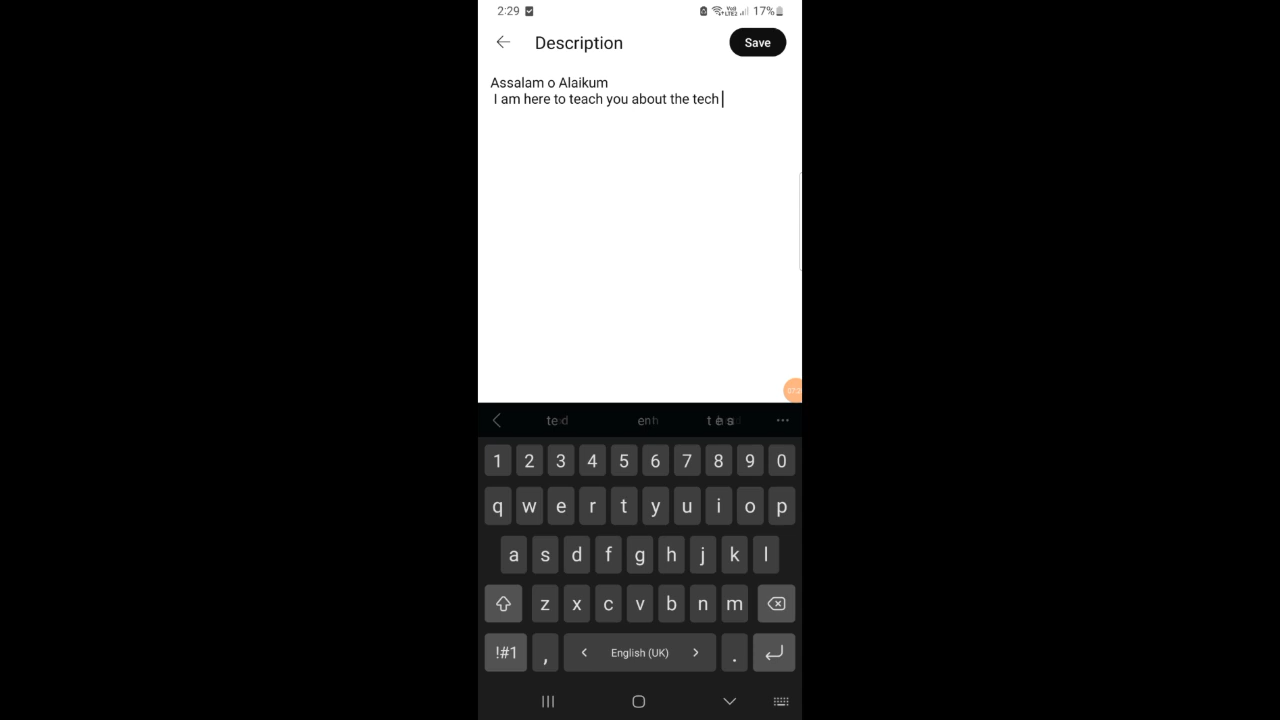 2:29 17%
Description Save
Assalam o Alaikum
I am here to teach you about the tech
1 2 3 4 5 6 7 8 9 0
q w e r t y u i o p
a s d f g h j k l
z x c v b n m
!#1 , < English (UK) > .